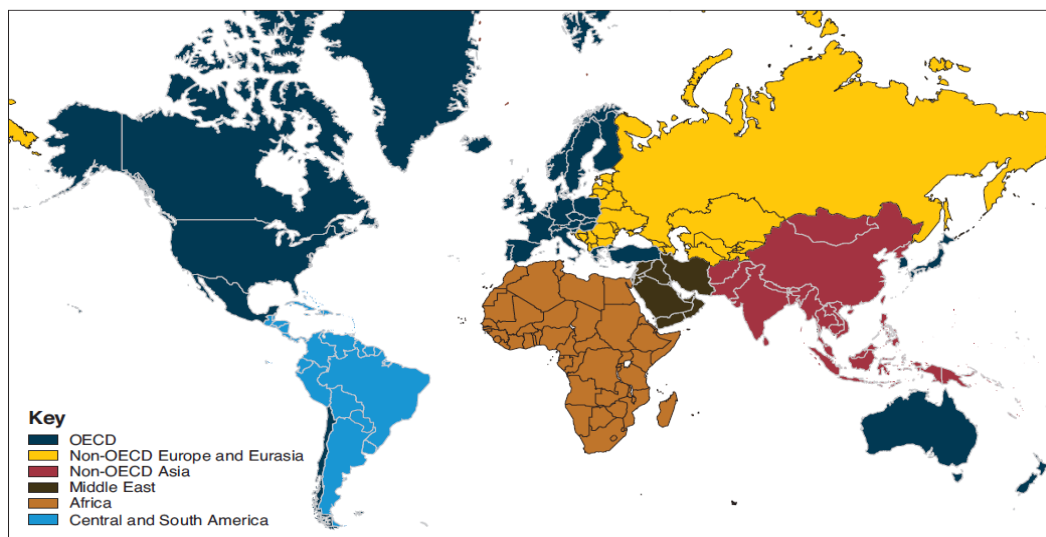 Key
OECD
Non-OECD Europe and Eurasia
Non-OECD Asia
Middle East
Africa
Central and South America